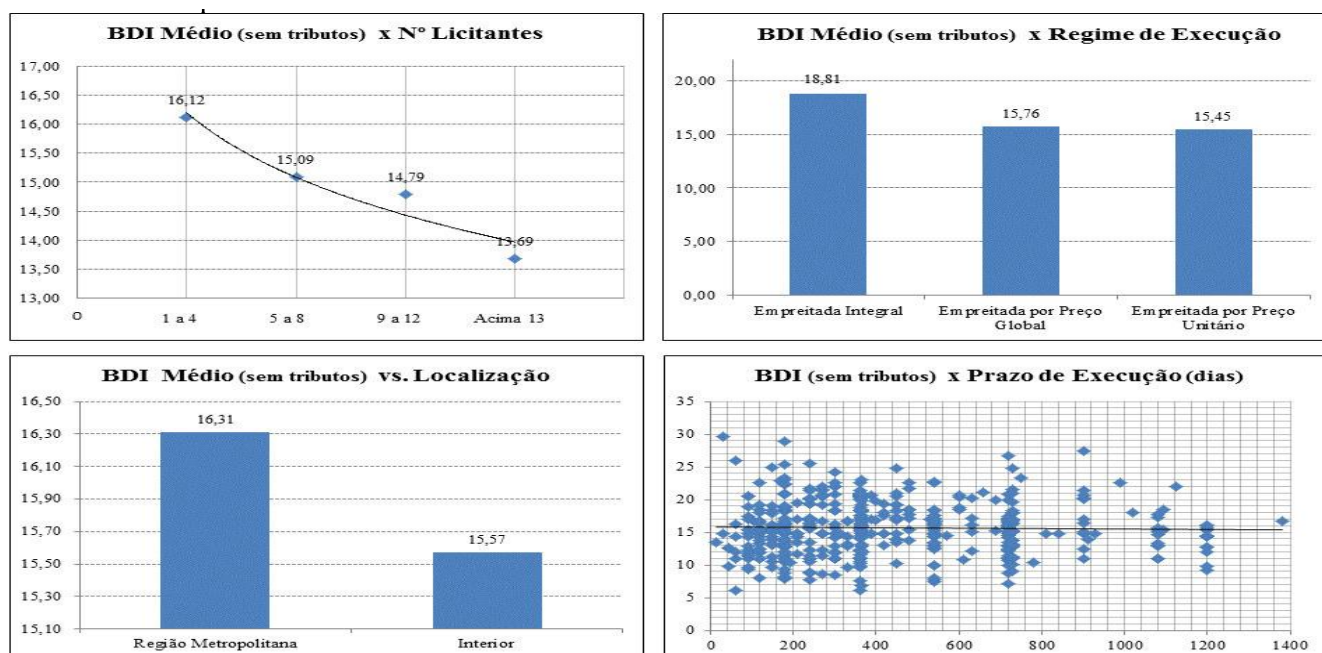 BDI Médio (sem tributos) x Nº Licitantes
17,00
16,50
16,00
15,50
15,00
14,50
14,00
13,50
13,00
16,12
15,09
14,79
13,69
O
1 a 4
5 a 8
9 a 12
Acima 13
BDI Médio (sem tributos) x Regime de Execução
20,00
15,00
10,00
5,00
0,00
18,81
15,76
15,45
Empreitada Integral
Empreitada por Preço
Global
Empreitada por Preço
Unitário
BDI Médio (sem tributos) vs. Localização
16,50
16,30
16,10
15,90
15,70
15,50
15,30
15,10
16,31
15,57
Região Metropolitana
Interior
BDI (sem tributos) x Prazo de Execução (dias)
35
30
25
20
15
10
5
0
0
200
400
600
800
1000
1200
1400